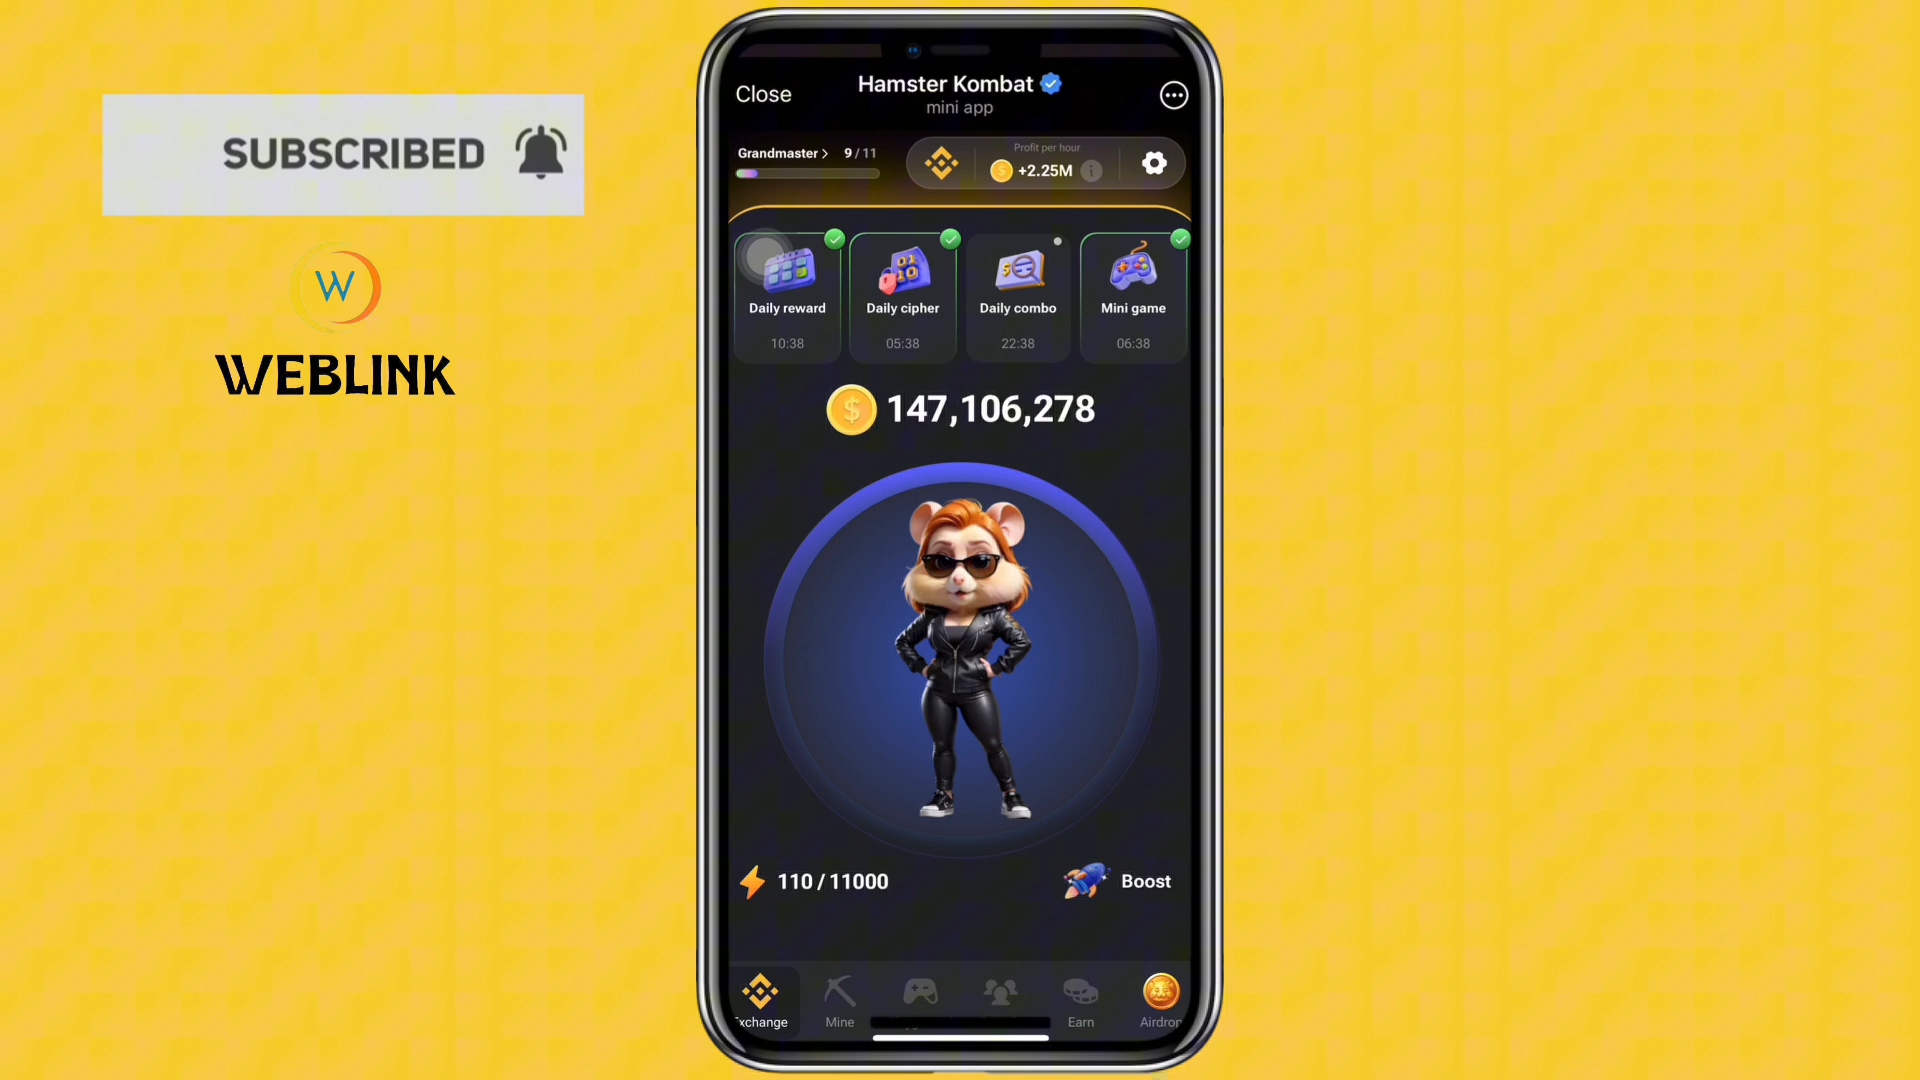 SUBSCRIBED
W
WEBLINK
Close
Hamster Kombat
mini app
Grandmaster >
9 / 11
Profit per hour
+2.25M
Daily reward
10:38
Daily cipher
05:38
Daily combo
22:38
Mini game
06:38
147,106,278
110 / 11000
Boost
xchange
Mine
Earn
Airdrop